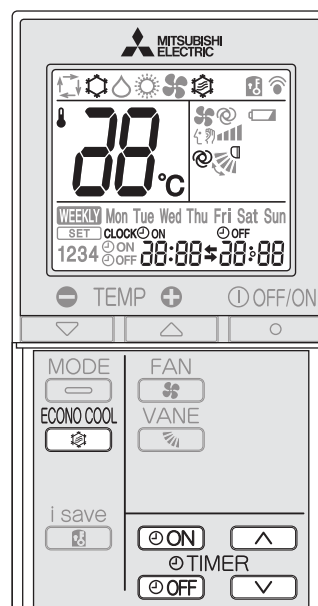 MITSUBISHI
ELECTRIC
88 °C
WEEKLY Mon Tue Wed Thu Fri Sat Sun
SET CLOCK ON OFF
1234 ON OFF 88:88 88:88
TEMP OFF/ON
MODE FAN
ECONO COOL VANE
i save
ON
TIMER
OFF